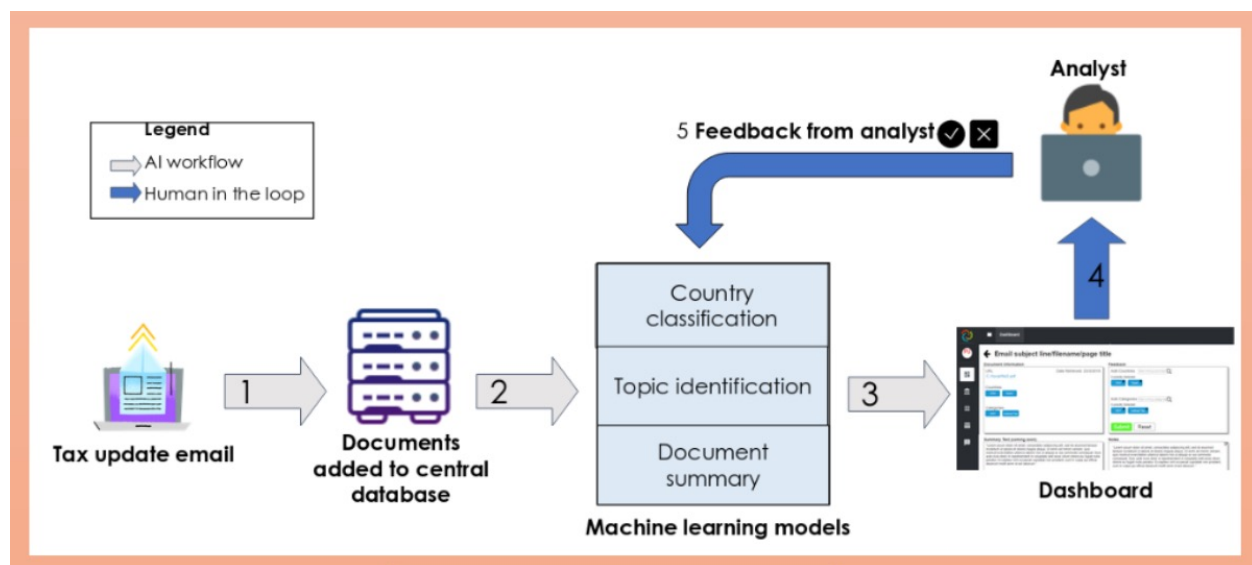 Analyst
5 Feedback from analyst
Legend
AI workflow
Human in the loop
4
Country
classification
Topic identification
Document
summary
1
2
3
Tax update email
Documents
added to central
database
Machine learning models
Dashboard
Dashboard
Email subject line/filename/page title